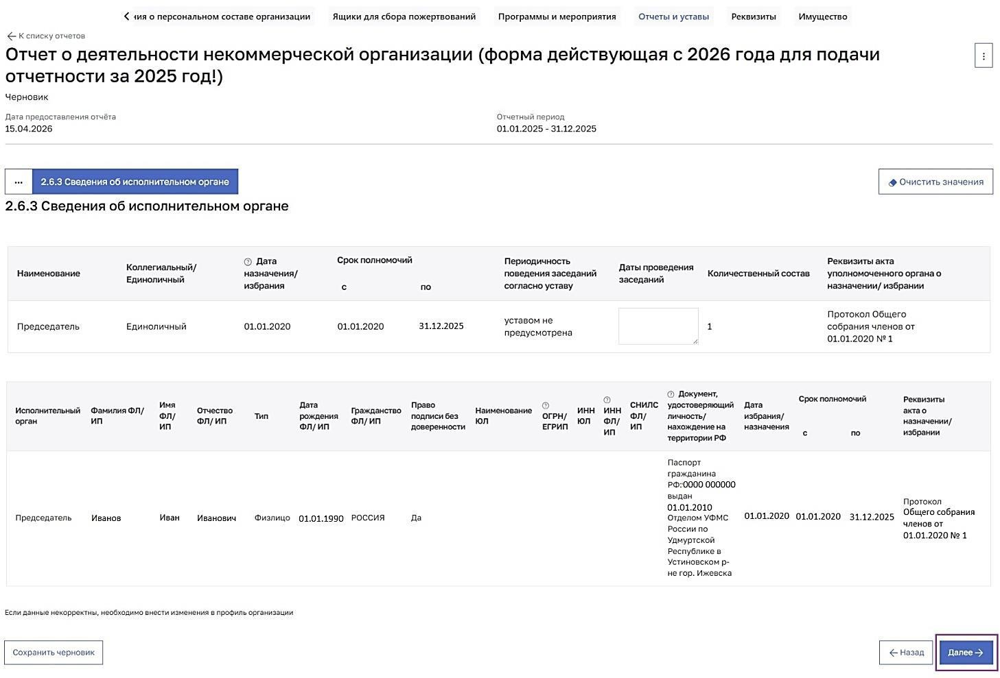 ния о персональном составе организации Ящики для сбора пожертвований Программы и мероприятия Отчеты и уставы Реквизиты Имущество
К списку отчетов
Отчет о деятельности некоммерческой организации (форма действующая с 2026 года для подачи
отчетности за 2025 год!)
Черновик
Дата предоставления отчёта Отчетный период
15.04.2026 01.01.2025 - 31.12.2025
... 2.6.3 Сведения об исполнительном органе Очистить значения
2.6.3 Сведения об исполнительном органе
Наименование
Коллегиальный/
Единоличный
Дата
назначения/
избрания
Срок полномочий
с по
Периодичность
поведения заседаний
согласно уставу
Даты проведения
заседаний
Количественный состав
Реквизиты акта
уполномоченного органа о
назначении/ избрании
Председатель
Единоличный
01.01.2020
01.01.2020
31.12.2025
уставом не
предусмотрена
1
Протокол Общего
собрания членов от
01.01.2020 № 1
Исполнительный
орган
Фамилия ФЛ/
ИП
Имя
ФЛ/
ИП
Отчество
ФЛ/ ИП
Тип
Дата
рождения
ФЛ/ ИП
Гражданство
ФЛ/ ИП
Право
подписи без
доверенности
Наименование
ЮЛ
ОГРН/
ЕГРИП
ИНН
ЮЛ
ИНН
ФЛ/
ИП
СНИЛС
ФЛ/
ИП
Документ,
удостоверяющий
личность/
нахождение на
территории РФ
Дата
избрания/
назначения
Срок полномочий
с по
Реквизиты
акта о
назначении/
избрании
Председатель
Иванов
Иван
Иванович
Физлицо
01.01.1990
РОССИЯ
Да
Паспорт
гражданина
РФ:0000 000000
выдан
01.01.2010
Отделом УФМС
России по
Удмуртской
Республике в
Устиновском р-
не гор. Ижевска
01.01.2020
01.01.2020
31.12.2025
Протокол
Общего собрания
членов от
01.01.2020 № 1
Если данные некорректны, необходимо внести изменения в профиль организации
Сохранить черновик Назад Далее